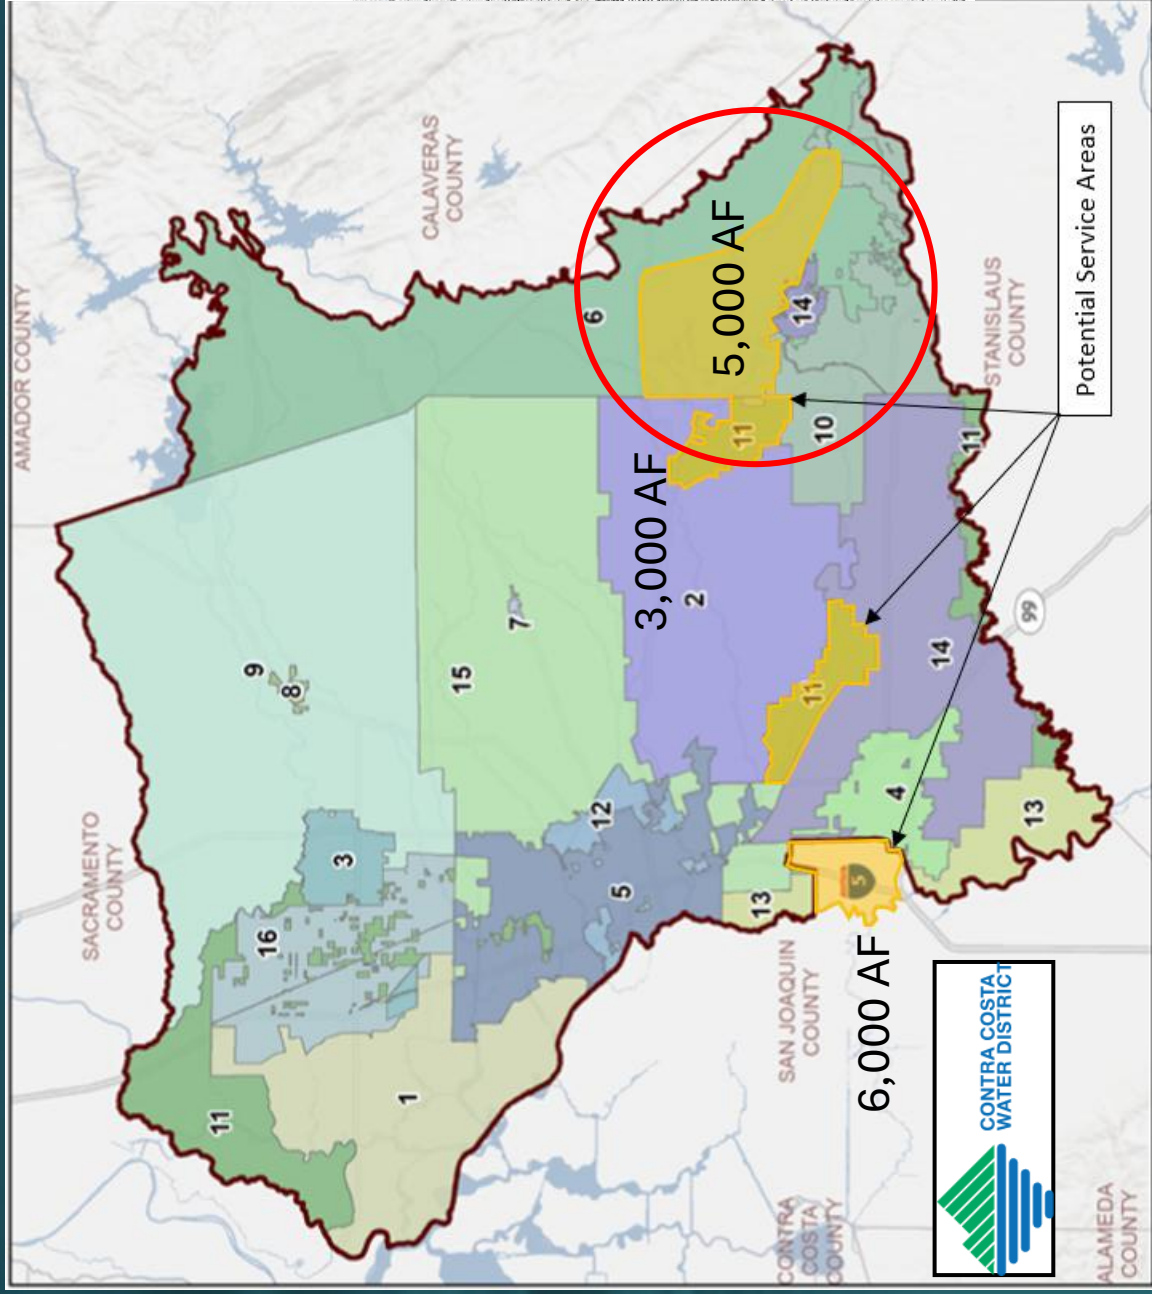 AMADOR COUNTY
SACRAMENTO
COUNTY
11
9
16
8
3
1
CALAVERAS
COUNTY
15
7
6
12
5
3,000 AF
2
5,000 AF
11
13
CONTRA
COSTA
COUNTY
SAN JOAQUIN
COUNTY
14
11
10
5
6,000 AF
4
14
11
CONTRA COSTA
WATER DISTRICT
STANISLAUS
COUNTY
99
13
Potential Service Areas
ALAMEDA
COUNTY